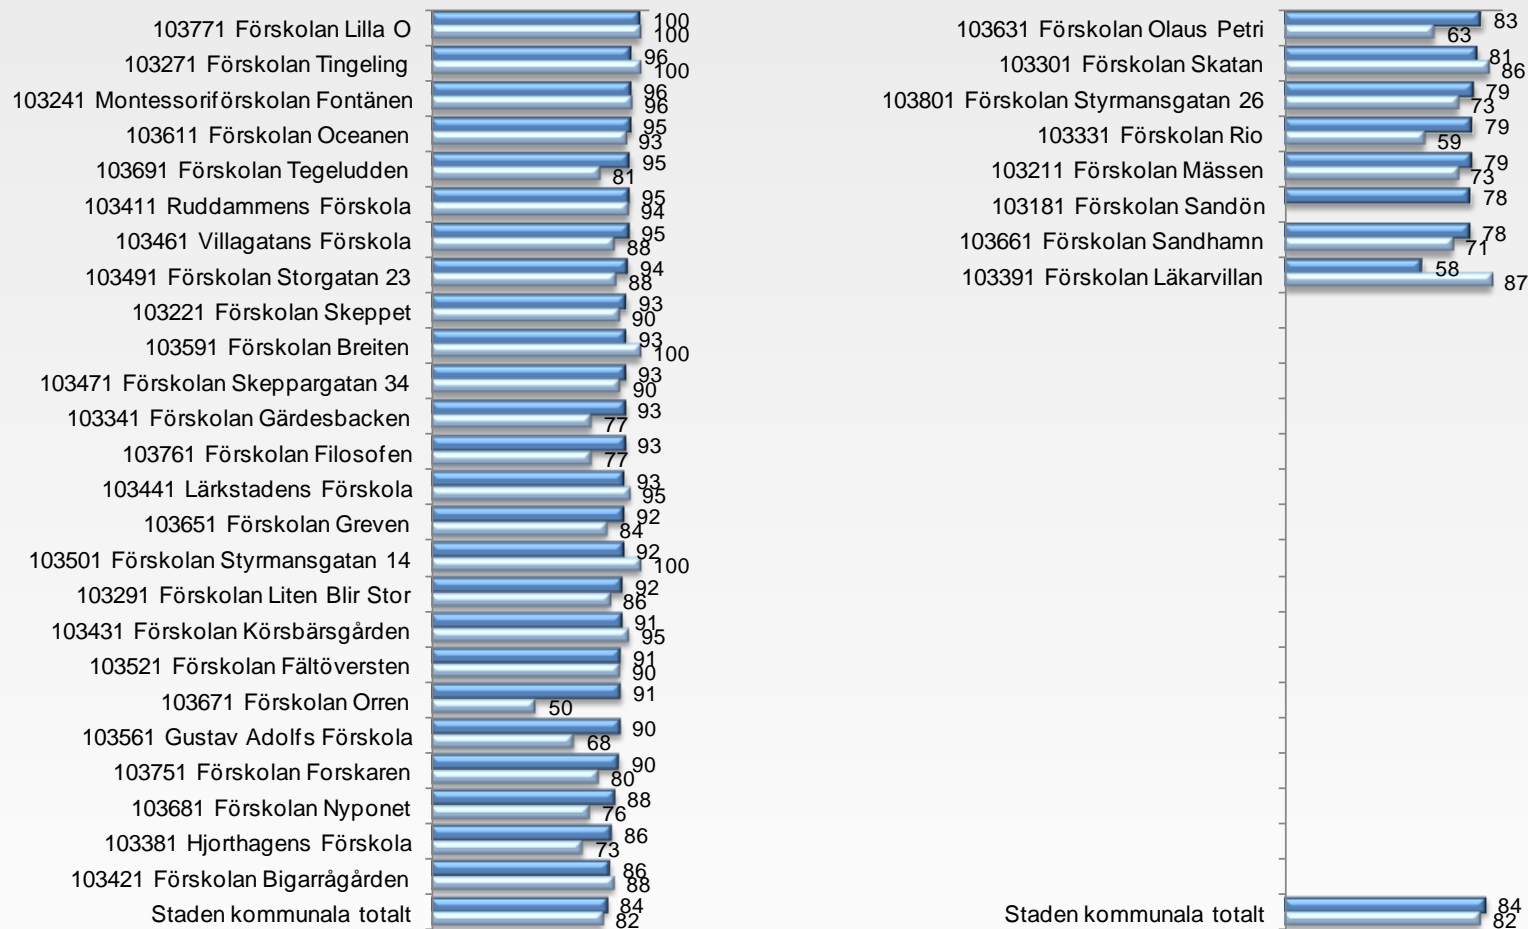 103771 Förskolan Lilla O 100 100
103271 Förskolan Tingeling 96 100
103241 Montessoriförskolan Fontänen 96 96
103611 Förskolan Oceanen 95 93
103691 Förskolan Tegeludden 95 81
103411 Ruddammens Förskola 95 94
103461 Villagatans Förskola 95 88
103491 Förskolan Storgatan 23 94 88
103221 Förskolan Skeppet 93 90
103591 Förskolan Breiten 93 100
103471 Förskolan Skeppargatan 34 93 90
103341 Förskolan Gärdesbacken 93 77
103761 Förskolan Filosofen 93 77
103441 Lärkstadens Förskola 93 95
103651 Förskolan Greven 92 84
103501 Förskolan Styrmansgatan 14 92 100
103291 Förskolan Liten Blir Stor 92 86
103431 Förskolan Körsbärsgården 91 95
103521 Förskolan Fältöversten 91 90
103671 Förskolan Orren 91 50
103561 Gustav Adolfs Förskola 90 68
103751 Förskolan Forskaren 90 80
103681 Förskolan Nyponet 88 76
103381 Hjorthagens Förskola 86 73
103421 Förskolan Bigarrågården 86 88
Staden kommunala totalt 84 82
103631 Förskolan Olaus Petri 83 63
103301 Förskolan Skatan 81 86
103801 Förskolan Styrmansgatan 26 79 73
103331 Förskolan Rio 79 59
103211 Förskolan Mässen 79 73
103181 Förskolan Sandön 78
103661 Förskolan Sandhamn 78 71
103391 Förskolan Läkarvillan 58 87
Staden kommunala totalt 84 82